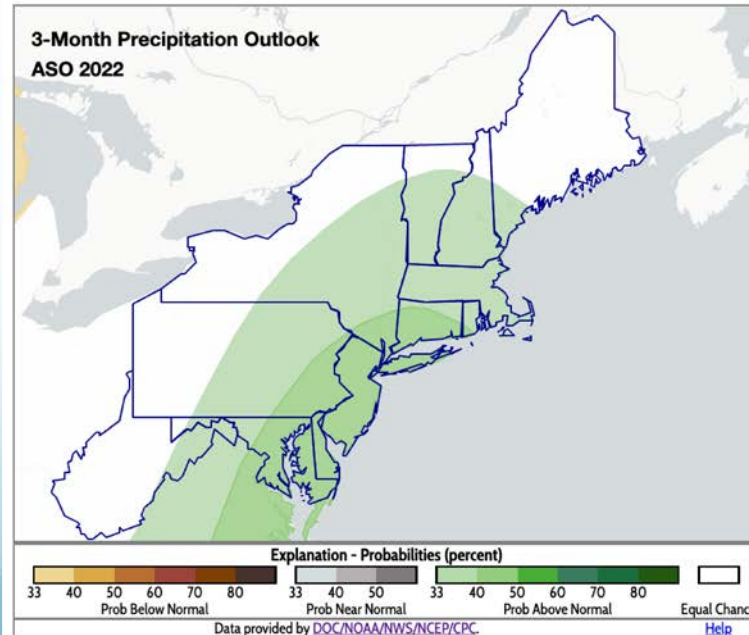 3-Month Precipitation Outlook
ASO 2022
Explanation - Probabilities (percent)
33 40 50 60 70 80 33 40 50 33 40 50 60 70 80
Prob Below Normal Prob Near Normal Prob Above Normal Equal Chanc
Data provided by DOC/NOAA/NWS/NCEP/CPC. Help